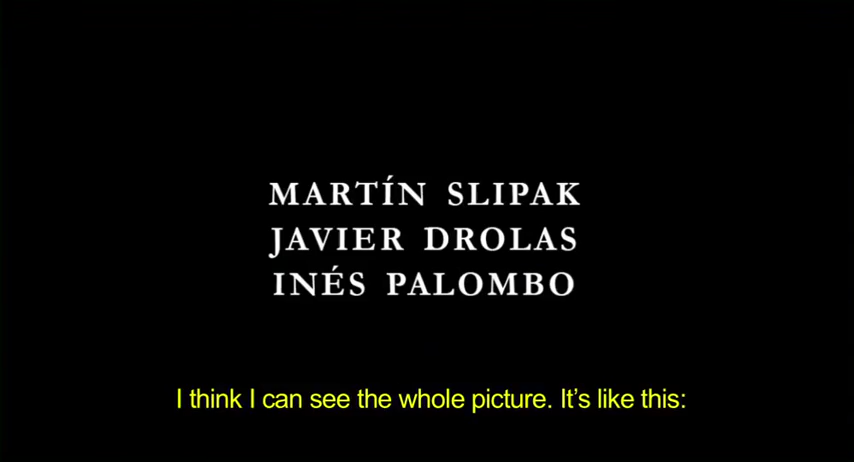 MARTÍN SLIPAK
JAVIER DROLAS
INÉS PALOMBO
I think I can see the whole picture. It's like this: